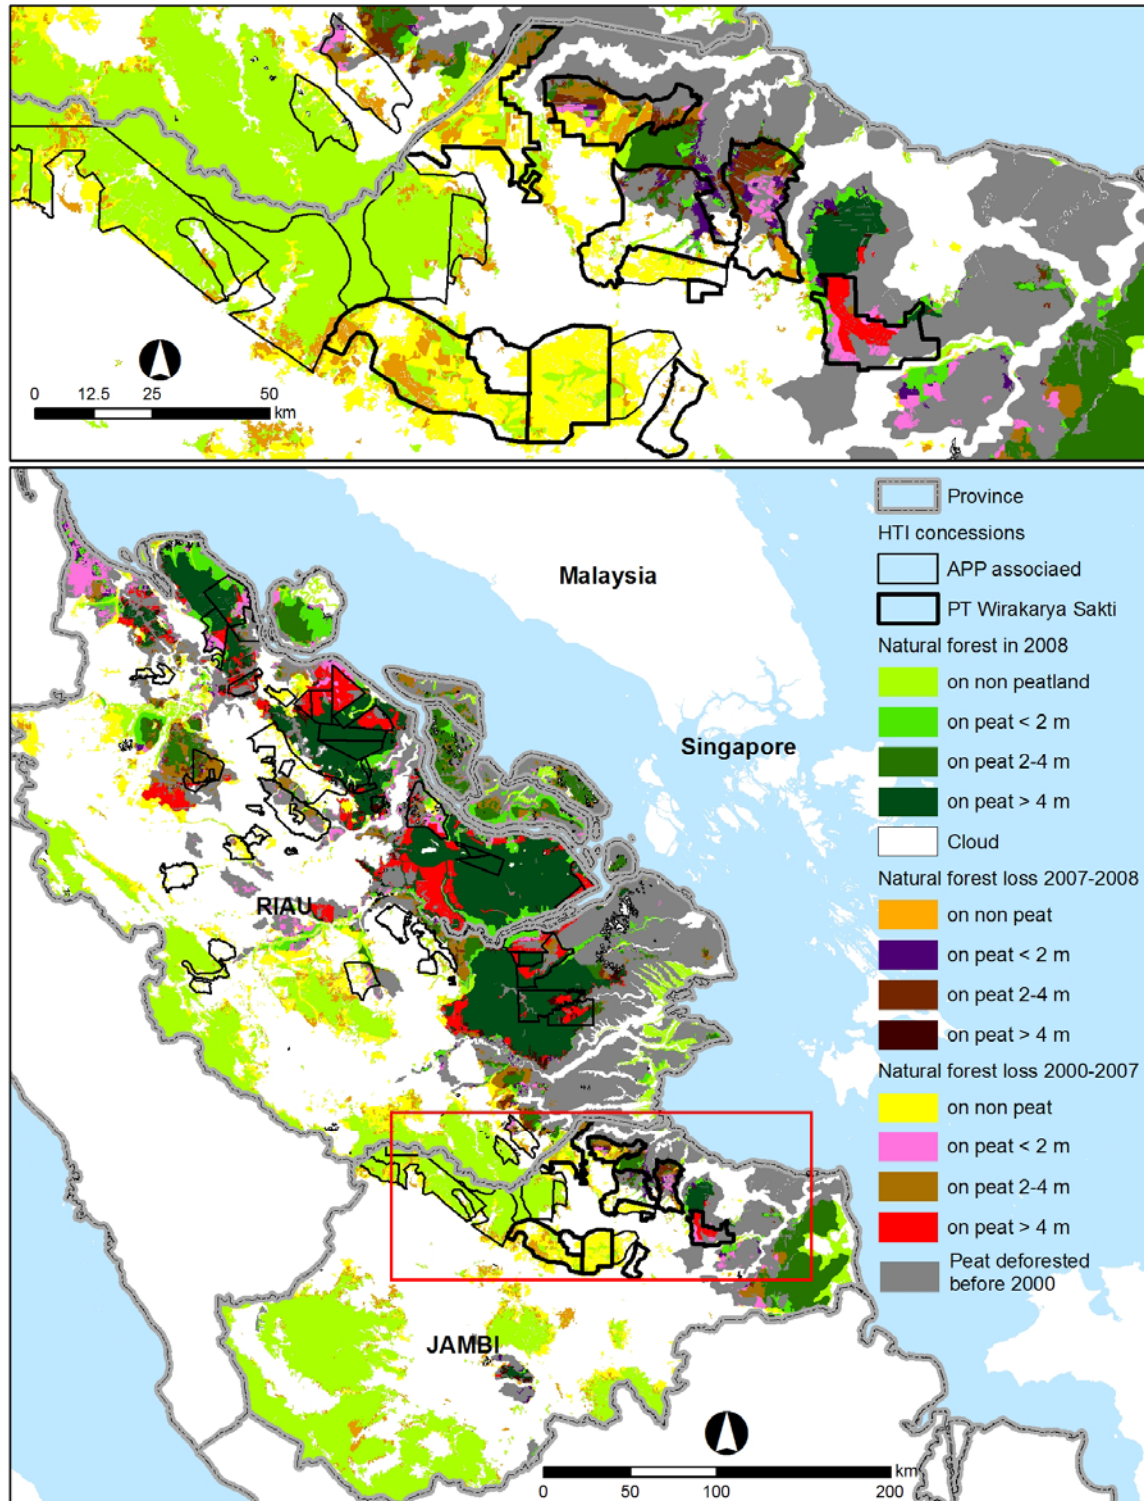 0 12.5 25 50
km
Malaysia
Singapore
RIAU
JAMBI
Province
HTI concessions
APP associaed
PT Wirakarya Sakti
Natural forest in 2008
on non peatland
on peat < 2 m
on peat 2-4 m
on peat > 4 m
Cloud
Natural forest loss 2007-2008
on non peat
on peat < 2 m
on peat 2-4 m
on peat > 4 m
Natural forest loss 2000-2007
on non peat
on peat < 2 m
on peat 2-4 m
on peat > 4 m
Peat deforested
before 2000
km
0 50 100 200